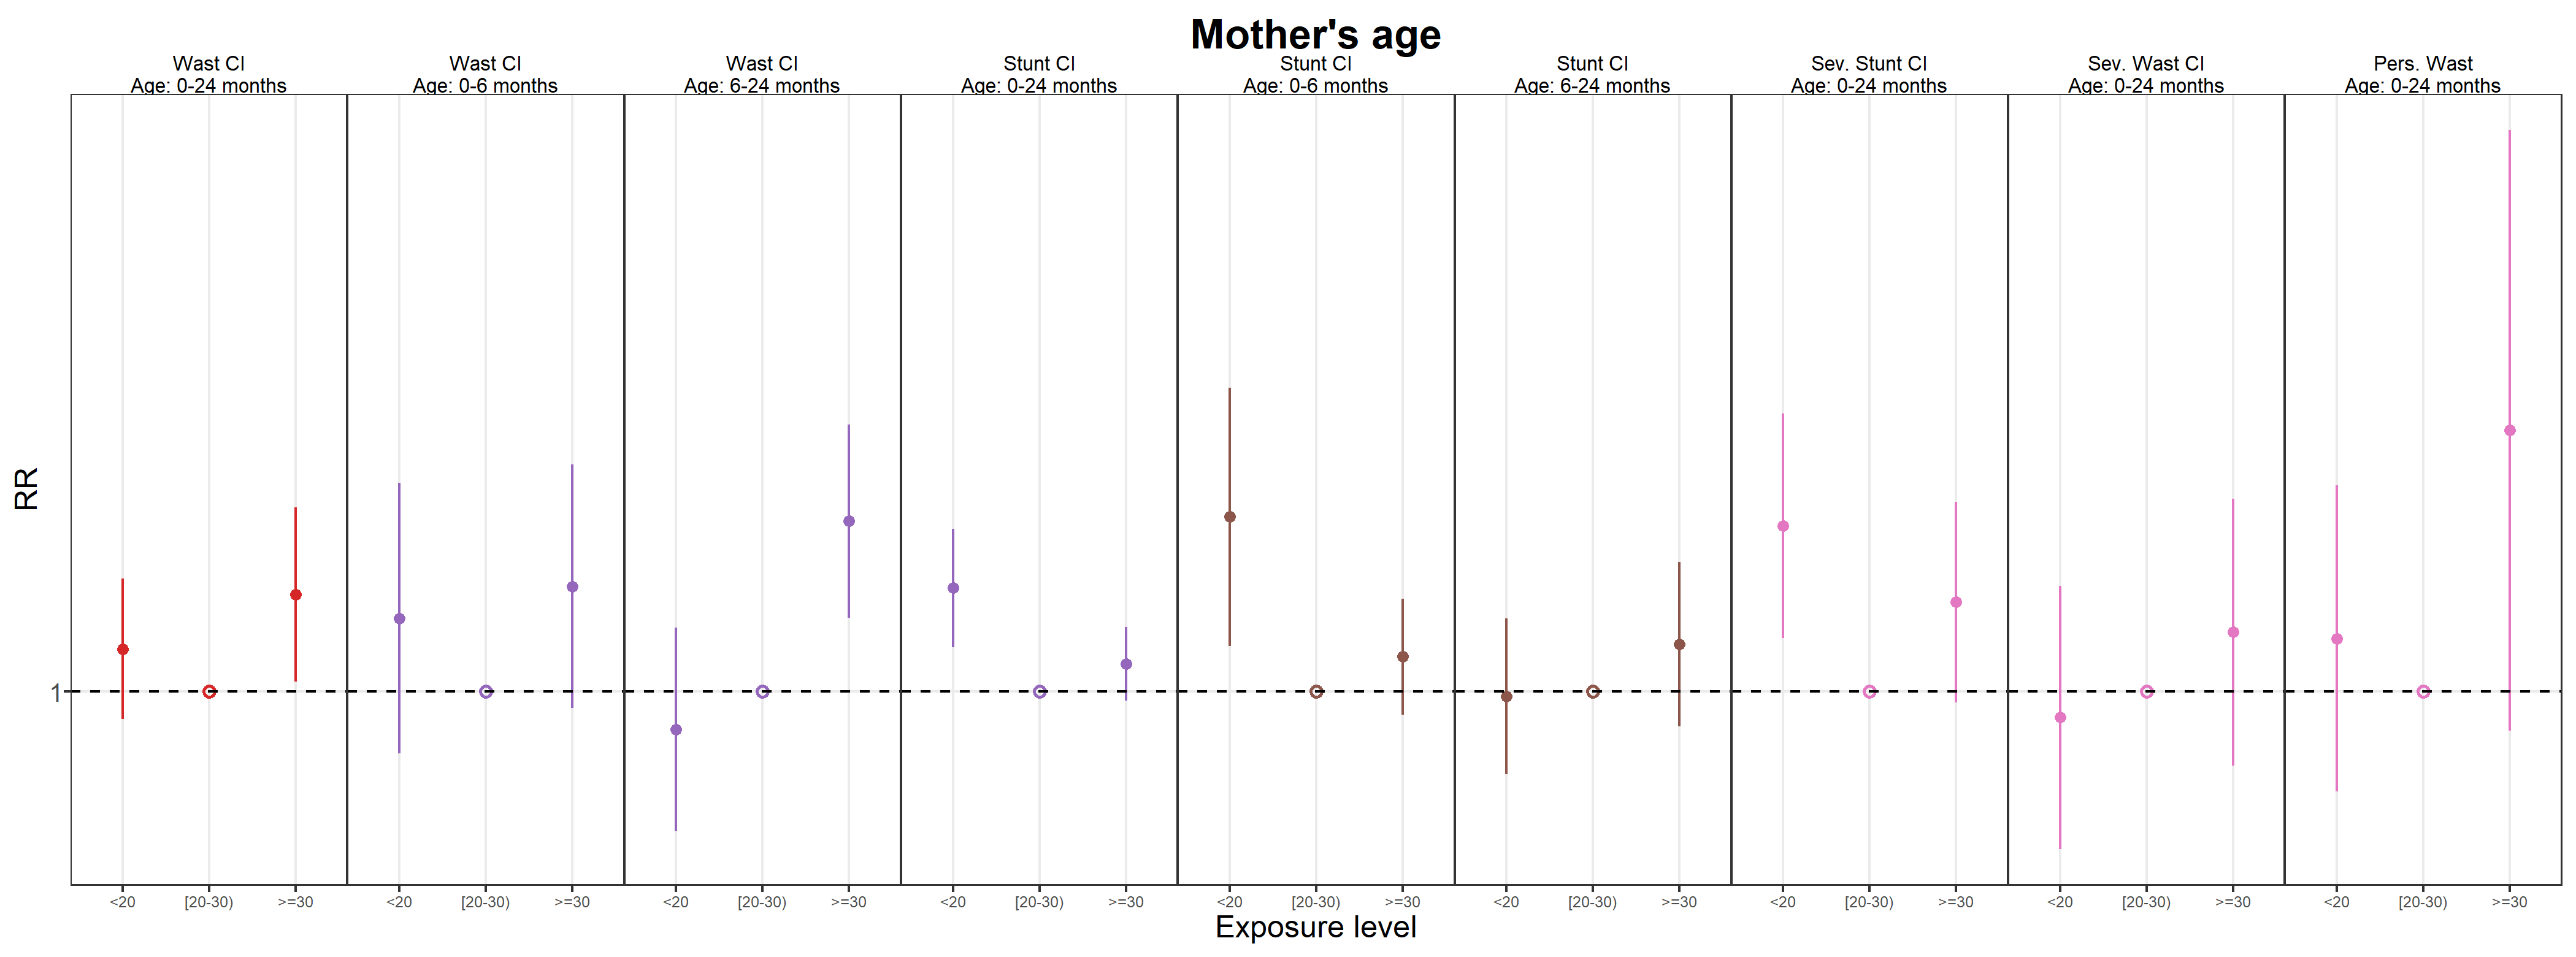 Mother's age
Wast CI Wast CI Wast CI Stunt CI Stunt CI Stunt CI Sev. Stunt CI Sev. Wast CI Pers. Wast
Age: 0-24 months Age: 0-6 months Age: 6-24 months Age: 0-24 months Age: 0-6 months Age: 6-24 months Age: 0-24 months Age: 0-24 months Age: 0-24 months
RR
1
<20 [20-30) >=30 <20 [20-30) >=30 <20 [20-30) >=30 <20 [20-30) >=30 <20 [20-30) >=30 <20 [20-30) >=30 <20 [20-30) >=30 <20 [20-30) >=30 <20 [20-30) >=30
Exposure level